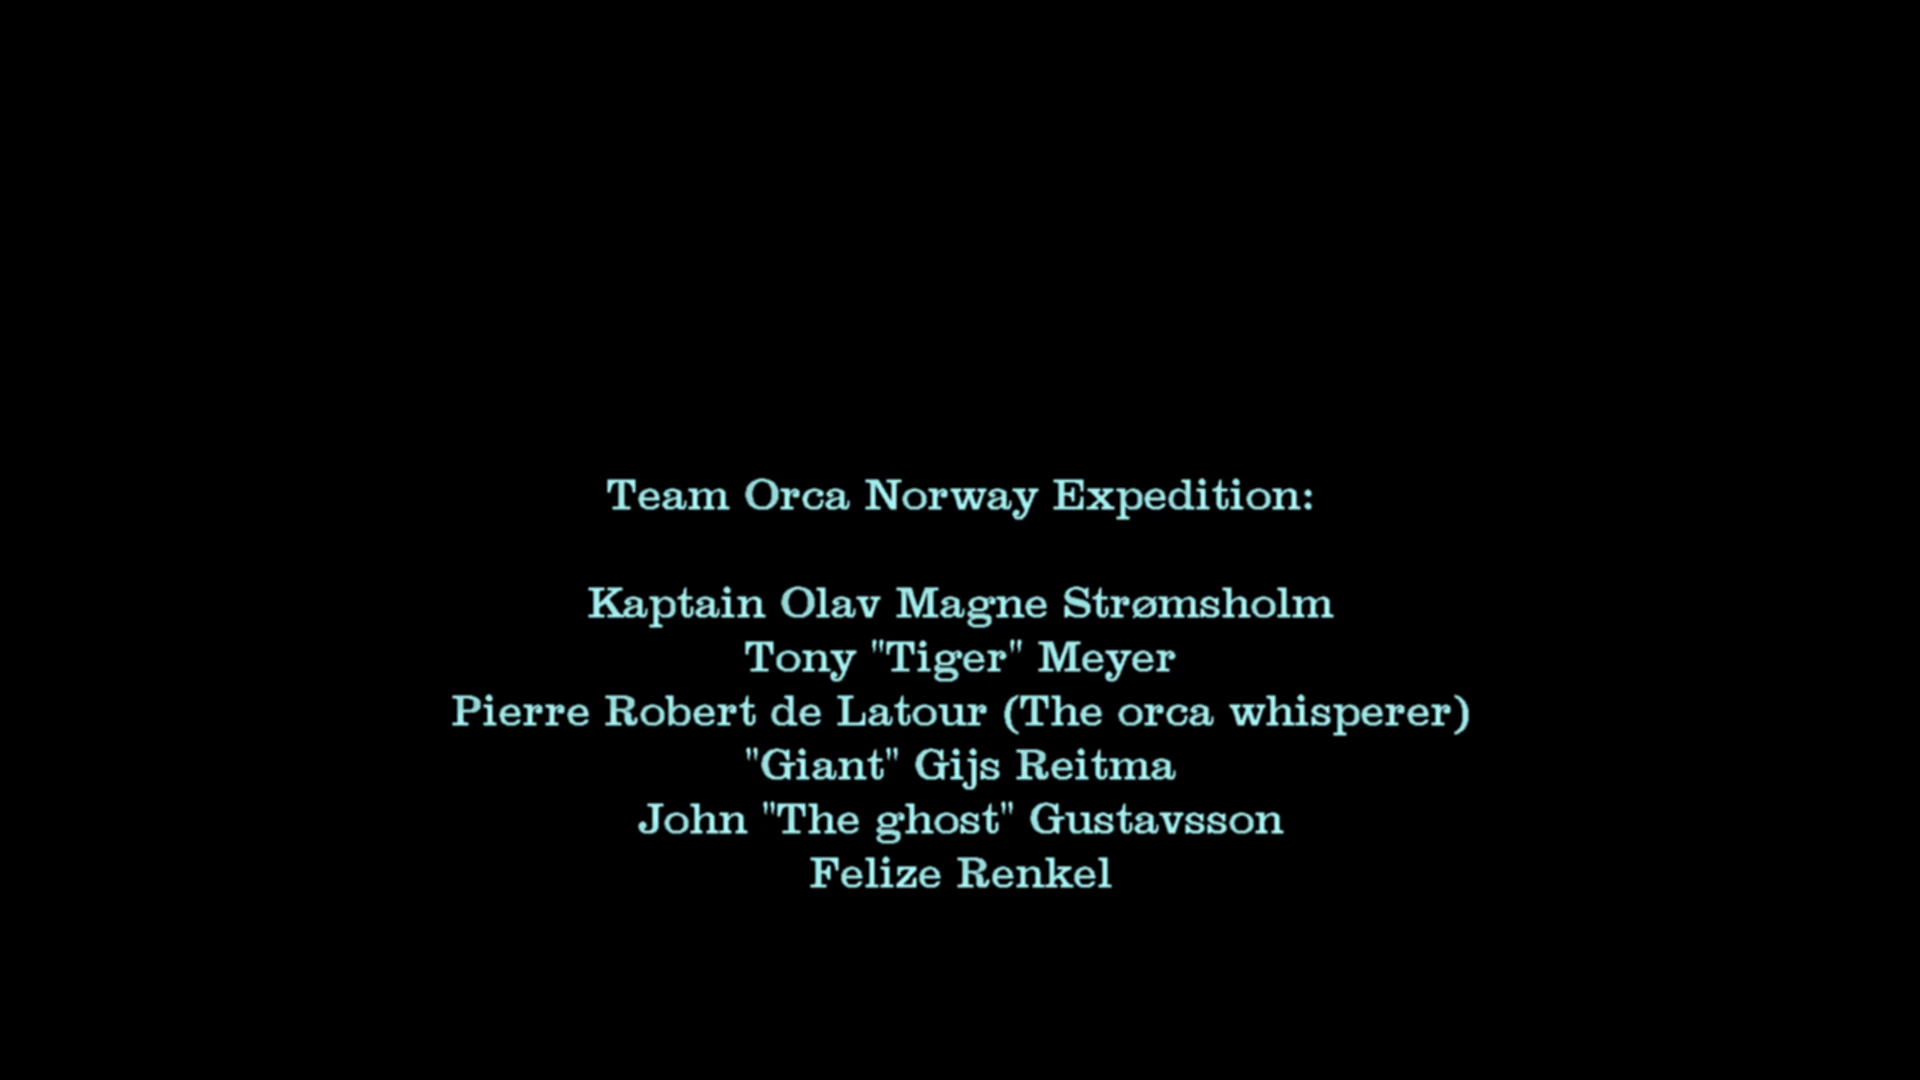 Team Orca Norway Expedition:
Kaptain Olav Magne Strømsholm
Tony "Tiger" Meyer
Pierre Robert de Latour (The orca whisperer)
"Giant" Gijs Reitma
John "The ghost" Gustavsson
Felize Renkel